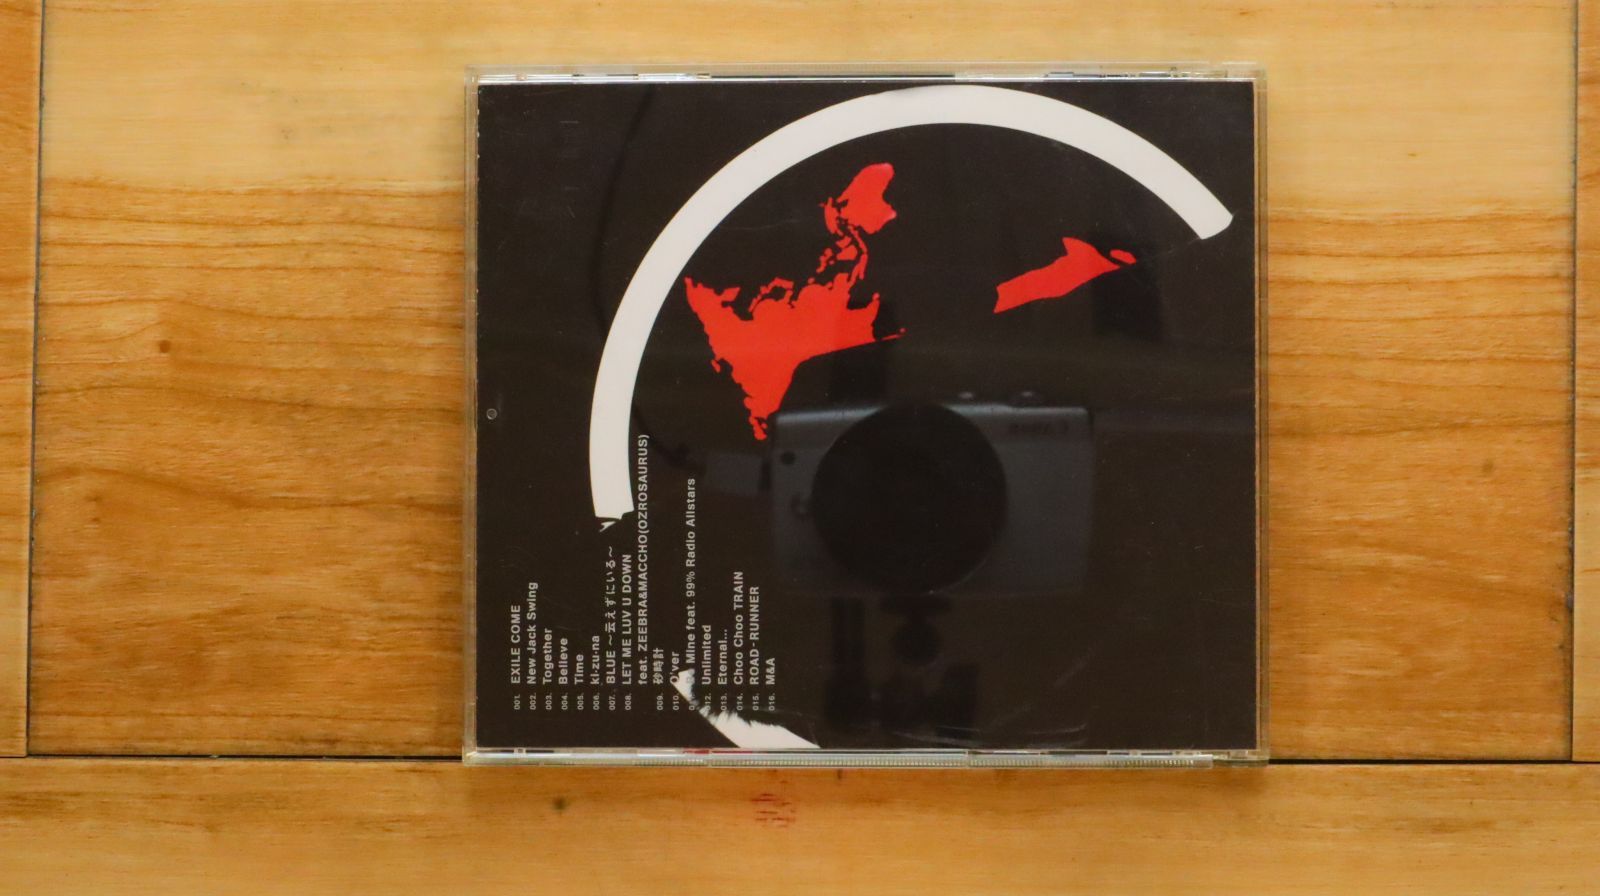 001. EXILE COME
002. New Jack Swing
003. Together
004. Believe
005. Time
006. ki・zu・na
007. BLUE ～云えずにいる～
008. LET ME LUV U DOWN
feat. ZEEBRA&MACCHO(OZROSAURUS)
009. 砂時計
010. O'ver
Mine feat. 99% Radio Allstars
012. Unlimited
013. Eternal...
014. Choo Choo TRAIN
015. ROAD-RUNNER
016. M&A